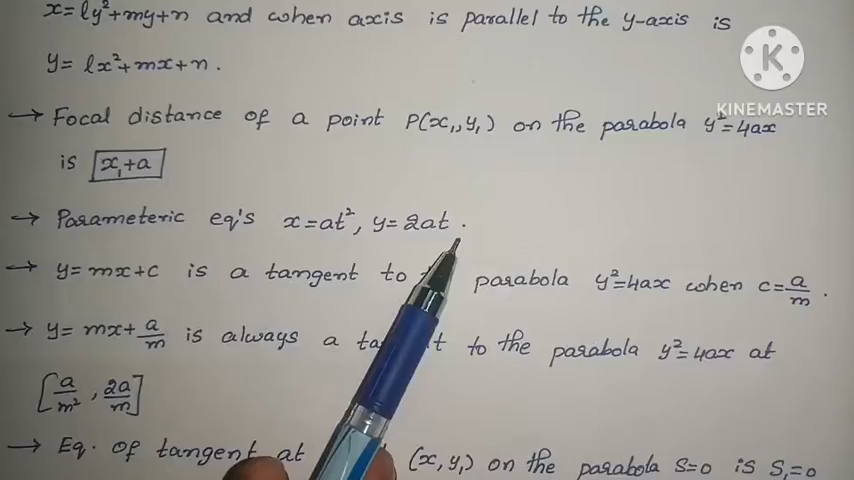 x=ly²+my+n and when axis is parallel to the y-axis is
y= lx²+mx+n.
→ Focal distance of a point P(x₁,y₁) on the parabola y²=4ax
is x₁+a
→ Parameteric eq's x=at², y=2at.
→ y=mx+c is a tangent to parabola y²=4ax when c=a/m.
→ y= mx+a/m is always a to the parabola y²=4ax at
[a/m², 2a/m]
→ Eq. of tangent at (x,y₁) on the parabola S=0 is S₁=0
K
KINEMASTER